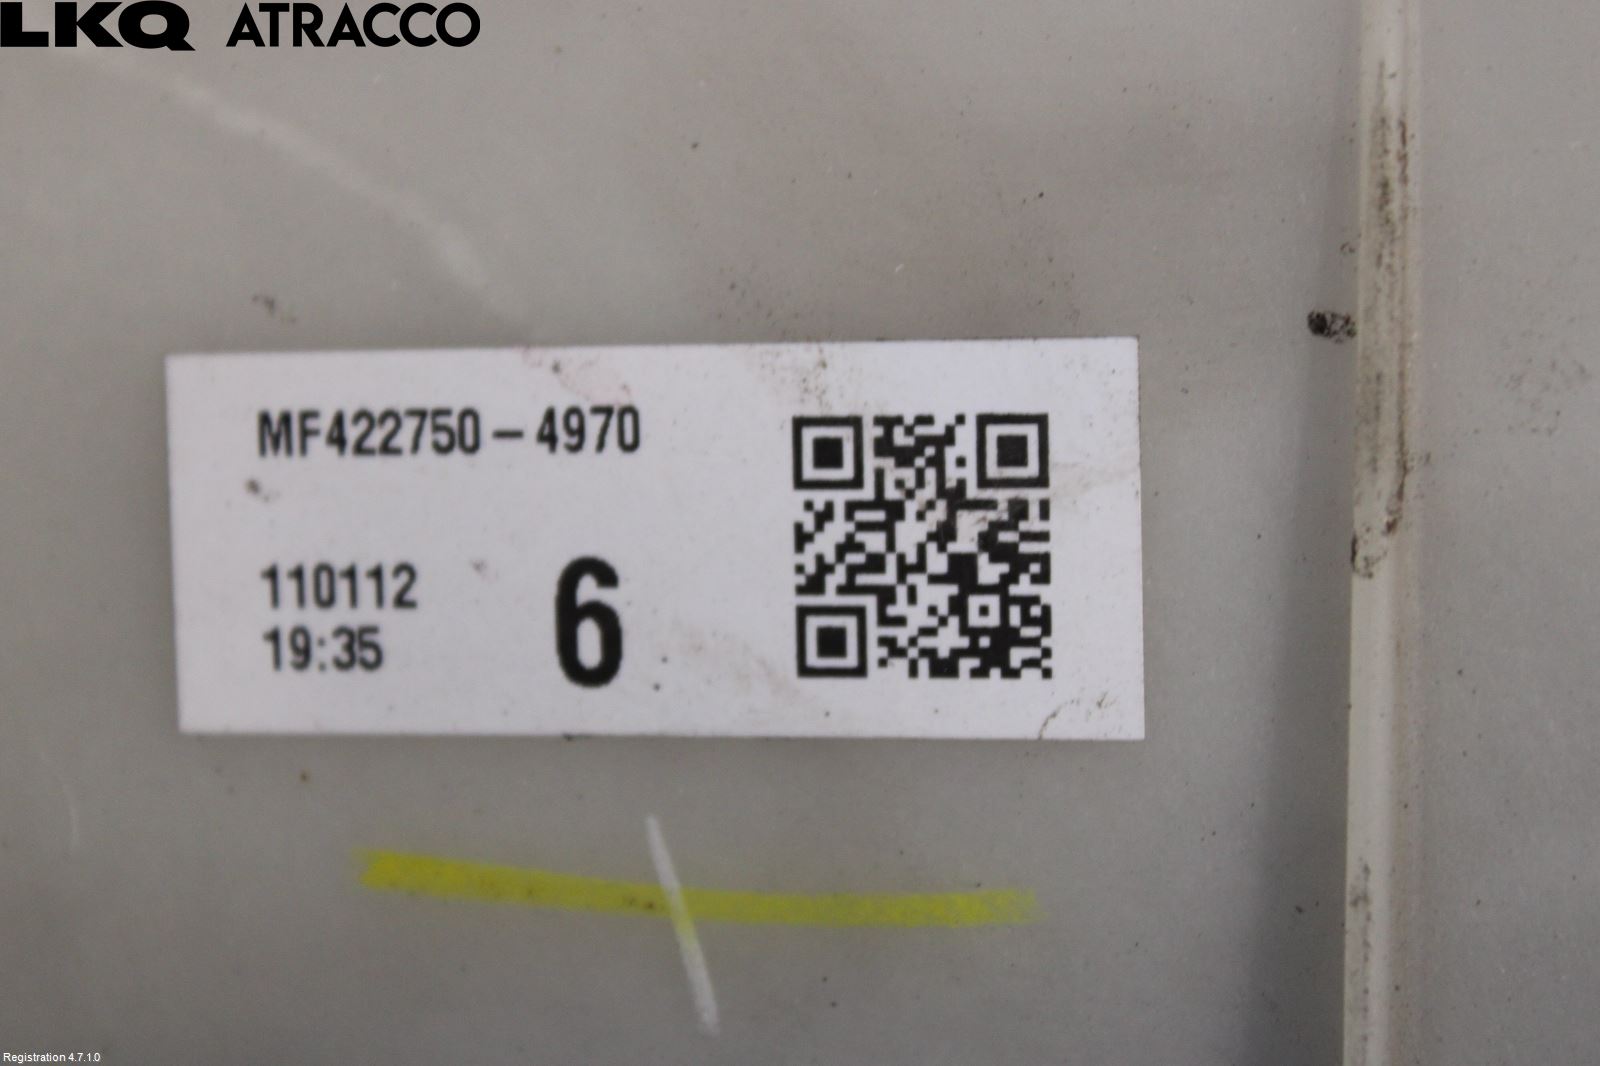 LKQ ATRACCO
MF422750-4970
110112
19:35
6
Registration 4.7.1.0